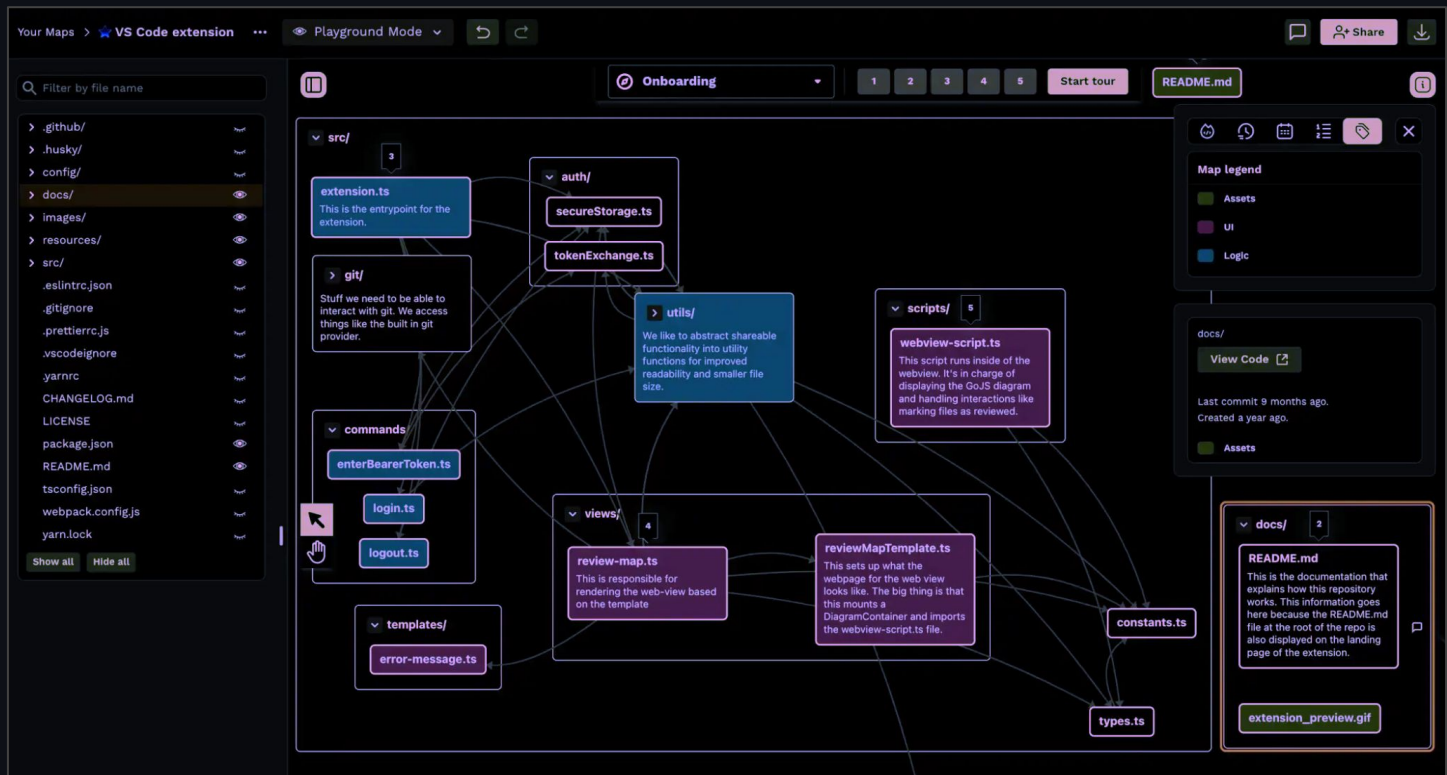 Your Maps > VS Code extension ...
Playground Mode
Share
Filter by file name
.github/
.husky/
config/
docs/
images/
resources/
src/
.eslintrc.json
.gitignore
.prettierrc.js
.vscodeignore
.yarnrc
CHANGELOG.md
LICENSE
package.json
README.md
tsconfig.json
webpack.config.js
yarn.lock
Show all
Hide all
Onboarding
1
2
3
4
5
Start tour
README.md
src/
3
extension.ts
This is the entrypoint for the
extension.
git/
Stuff we need to be able to
interact with git. We access
things like the built in git
provider.
auth/
secureStorage.ts
tokenExchange.ts
utils/
We like to abstract shareable
functionality into utility
functions for improved
readability and smaller file
size.
scripts/
5
webview-script.ts
This script runs inside of the
webview. It's in charge of
displaying the GoJS diagram
and handling interactions like
marking files as reviewed.
commands
enterBearerToken.ts
login.ts
logout.ts
templates/
error-message.ts
views/
4
review-map.ts
This is responsible for
rendering the web-view based
on the template
reviewMapTemplate.ts
This sets up what the
webpage for the web view
looks like. The big thing is that
this mounts a
DiagramContainer and imports
the webview-script.ts file.
constants.ts
types.ts
Map legend
Assets
UI
Logic
docs/
View Code
Last commit 9 months ago.
Created a year ago.
Assets
docs/
2
README.md
This is the documentation that
explains how this repository
works. This information goes
here because the README.md
file at the root of the repo is
also displayed on the landing
page of the extension.
extension_preview.gif